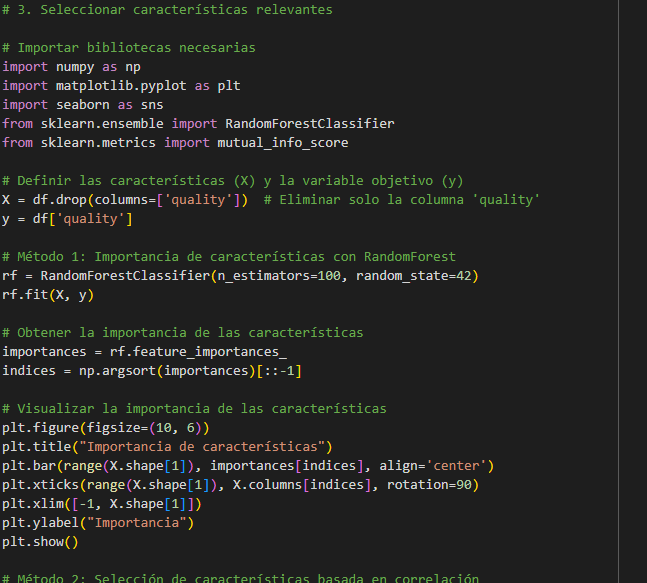 # 3. Seleccionar características relevantes
# Importar bibliotecas necesarias
import numpy as np
import matplotlib.pyplot as plt
import seaborn as sns
from sklearn.ensemble import RandomForestClassifier
from sklearn.metrics import mutual_info_score
# Definir las características (X) y la variable objetivo (y)
X = df.drop(columns=['quality'])  # Eliminar solo la columna 'quality'
y = df['quality']
# Método 1: Importancia de características con RandomForest
rf = RandomForestClassifier(n_estimators=100, random_state=42)
rf.fit(X, y)
# Obtener la importancia de las características
importances = rf.feature_importances_
indices = np.argsort(importances)[::-1]
# Visualizar la importancia de las características
plt.figure(figsize=(10, 6))
plt.title("Importancia de características")
plt.bar(range(X.shape[1]), importances[indices], align='center')
plt.xticks(range(X.shape[1]), X.columns[indices], rotation=90)
plt.xlim([-1, X.shape[1]])
plt.ylabel("Importancia")
plt.show()
# Método 2: Selección de características basada en correlación